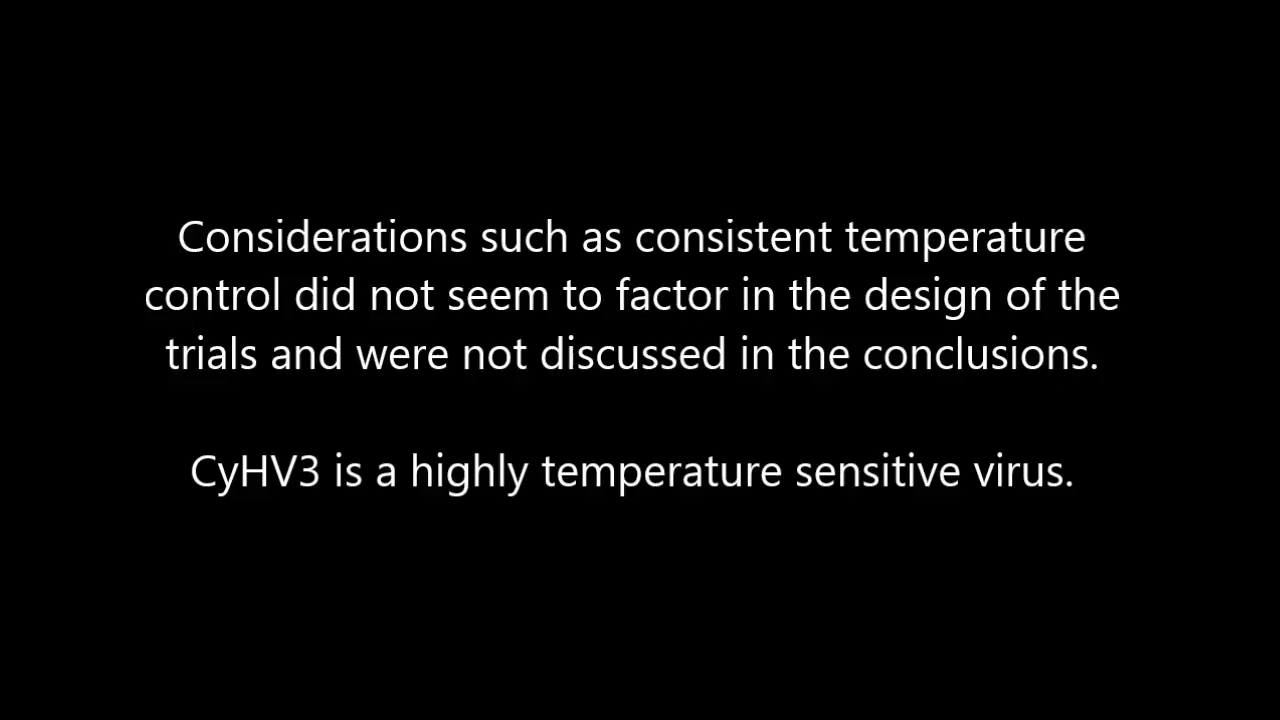 Considerations such as consistent temperature
control did not seem to factor in the design of the
trials and were not discussed in the conclusions.
CyHV3 is a highly temperature sensitive virus.